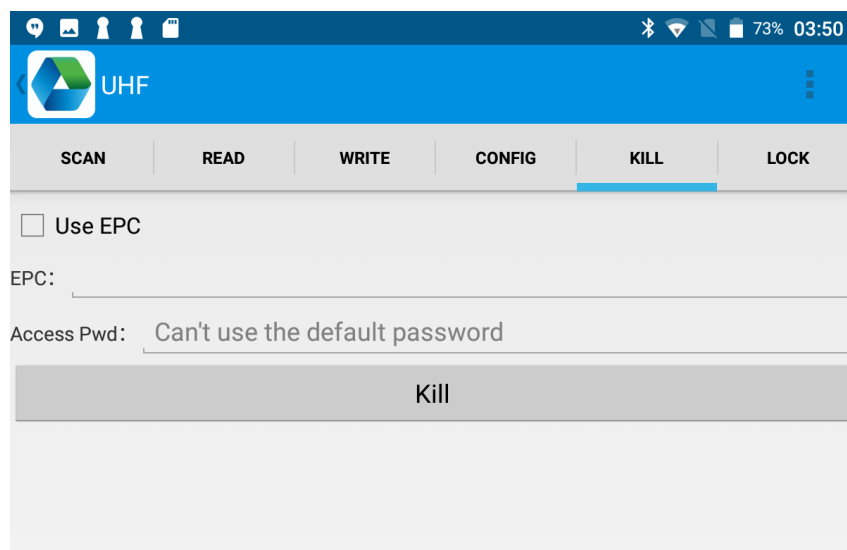 73% 03:50
UHF
SCAN READ WRITE CONFIG KILL LOCK
Use EPC
EPC:
Access Pwd: Can't use the default password
Kill